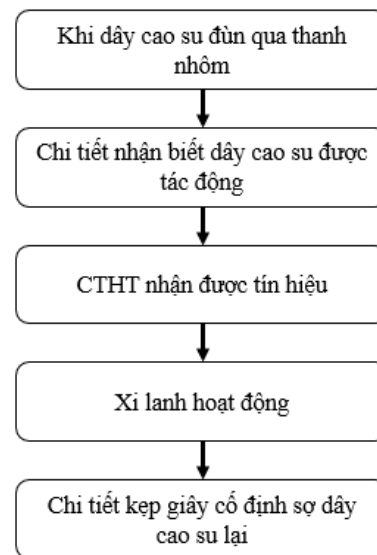 Khi dây cao su đùn qua thanh
nhôm
Chi tiết nhận biết dây cao su được
tác động
CTHT nhận được tín hiệu
Xi lanh hoạt động
Chi tiết kẹp giây cố định sợ dây
cao su lại